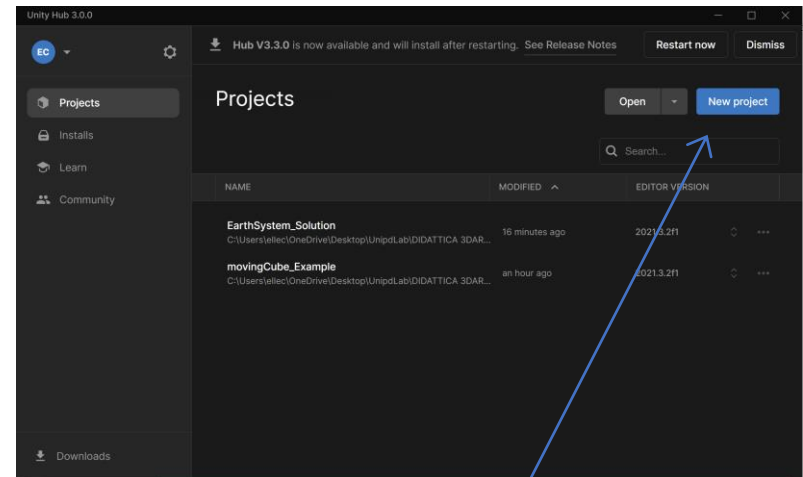 Unity Hub 3.0.0
EC
Hub V3.3.0 is now available and will install after restarting. See Release Notes
Restart now
Dismiss
Projects
Installs
Learn
Community
Downloads
Projects
Open
New project
Search...
NAME MODIFIED EDITOR VERSION
EarthSystem_Solution
C:\Users\ellec\OneDrive\Desktop\UnipdLab\DIDATTICA 3DAR...
16 minutes ago
2021.3.2f1
movingCube_Example
C:\Users\ellec\OneDrive\Desktop\UnipdLab\DIDATTICA 3DAR...
an hour ago
2021.3.2f1